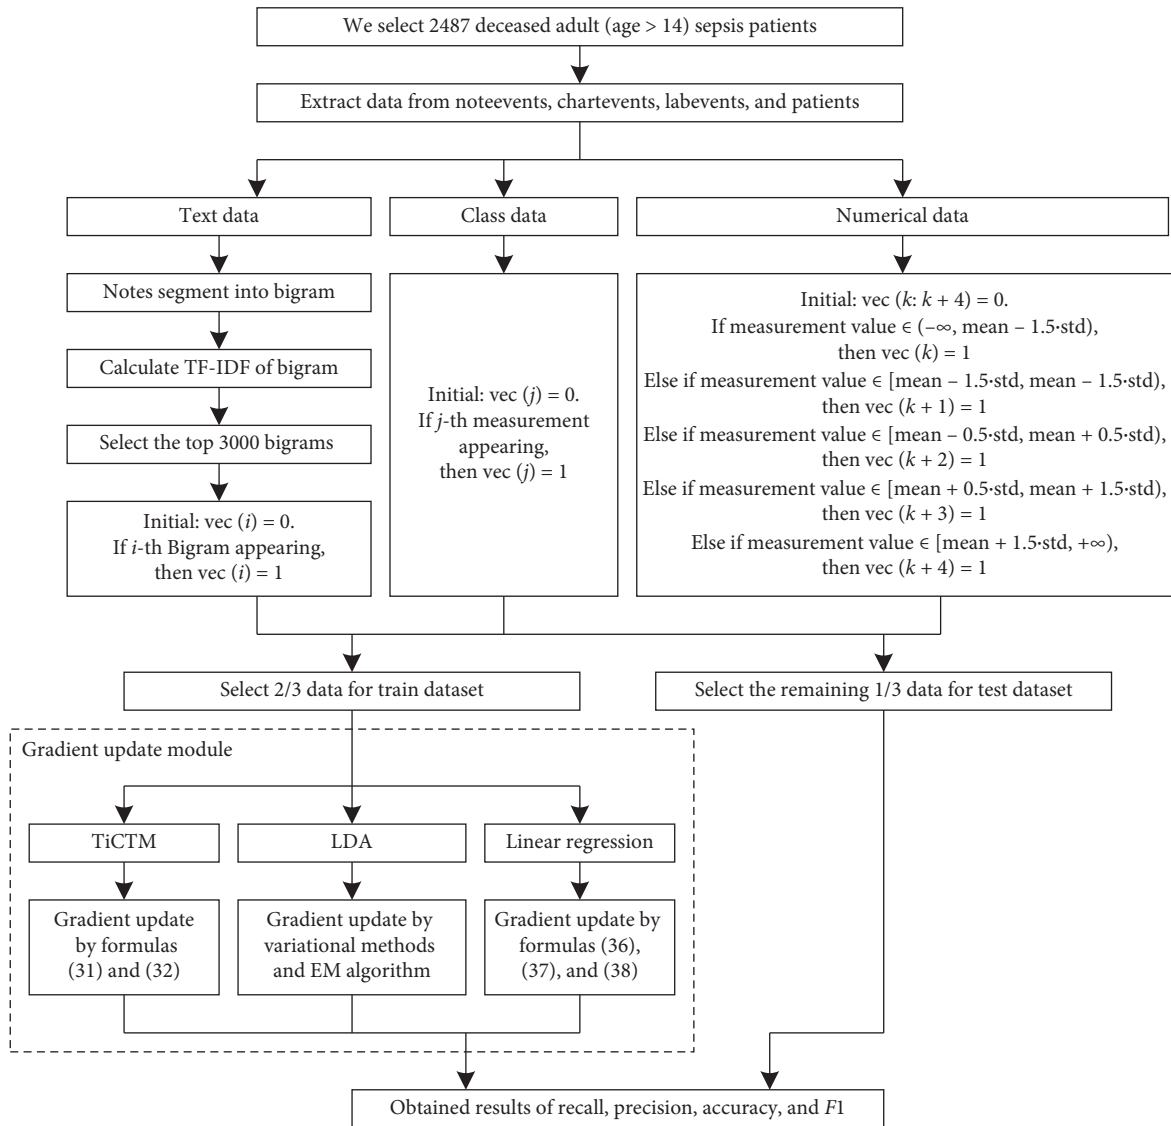 We select 2487 deceased adult (age > 14) sepsis patients
Extract data from noteevents, chartevents, labevents, and patients
Text data
Class data
Numerical data
Notes segment into bigram
Calculate TF-IDF of bigram
Select the top 3000 bigrams
Initial: vec (i) = 0.
If i-th Bigram appearing,
then vec (i) = 1
Initial: vec (j) = 0.
If j-th measurement
appearing,
then vec (j) = 1
Initial: vec (k: k + 4) = 0.
If measurement value ∈ (–∞, mean – 1.5·std),
then vec (k) = 1
Else if measurement value ∈ [mean – 1.5·std, mean – 1.5·std),
then vec (k + 1) = 1
Else if measurement value ∈ [mean – 0.5·std, mean + 0.5·std),
then vec (k + 2) = 1
Else if measurement value ∈ [mean + 0.5·std, mean + 1.5·std),
then vec (k + 3) = 1
Else if measurement value ∈ [mean + 1.5·std, +∞),
then vec (k + 4) = 1
Select 2/3 data for train dataset
Select the remaining 1/3 data for test dataset
Gradient update module
TiCTM
LDA
Linear regression
Gradient update
by formulas
(31) and (32)
Gradient update by
variational methods
and EM algorithm
Gradient update by
formulas (36),
(37), and (38)
Obtained results of recall, precision, accuracy, and F1